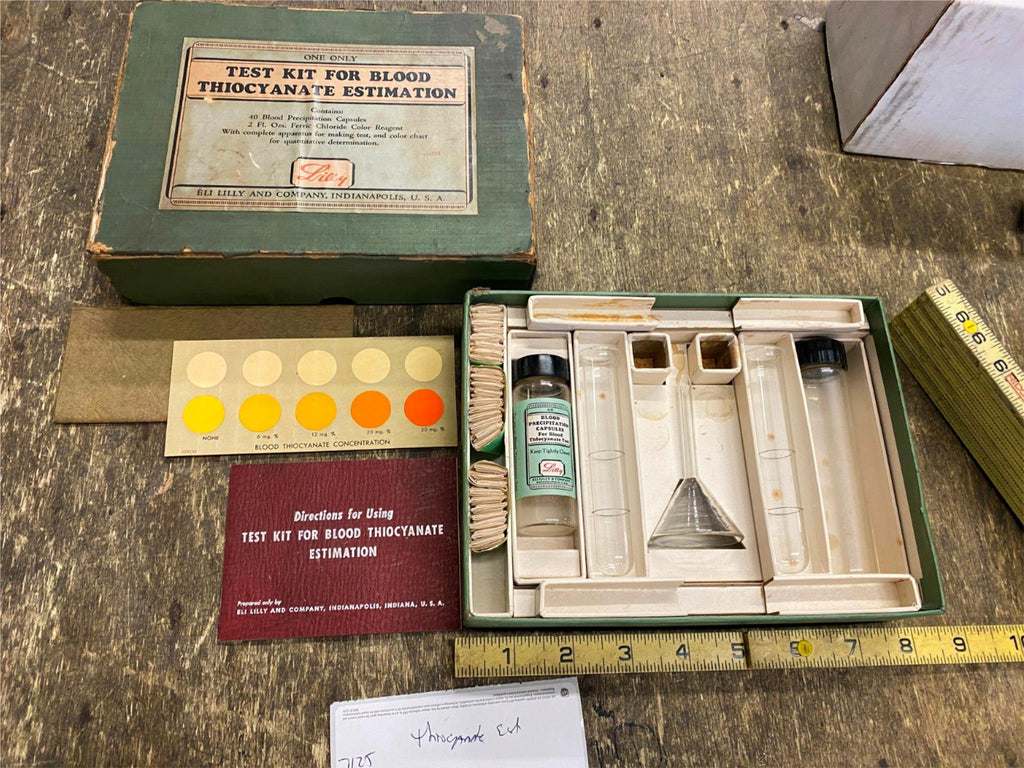 ONE ONLY
TEST KIT FOR BLOOD
THIOCYANATE ESTIMATION
Contains:
40 Blood Precipitation Capsules
2 Fl. Ozs. Ferric Chloride Color Reagent
With complete apparatus for making test, and color chart
for quantitative determination.
Lilly
ELI LILLY AND COMPANY, INDIANAPOLIS, U. S. A.
NONE 6 mg. % 12 mg. % 20 mg. % 30 mg. %
BLOOD THIOCYANATE CONCENTRATION
Directions for Using
TEST KIT FOR BLOOD THIOCYANATE
ESTIMATION
Prepared only by
ELI LILLY AND COMPANY, INDIANAPOLIS, INDIANA, U. S. A.
40
BLOOD
PRECIPITATION
CAPSULES
For Blood
Thiocyanate Test
Keep Tightly Closed
Lilly
1 2 3 4 5 6 7 8 9 10
Thiocyanate Est
7125